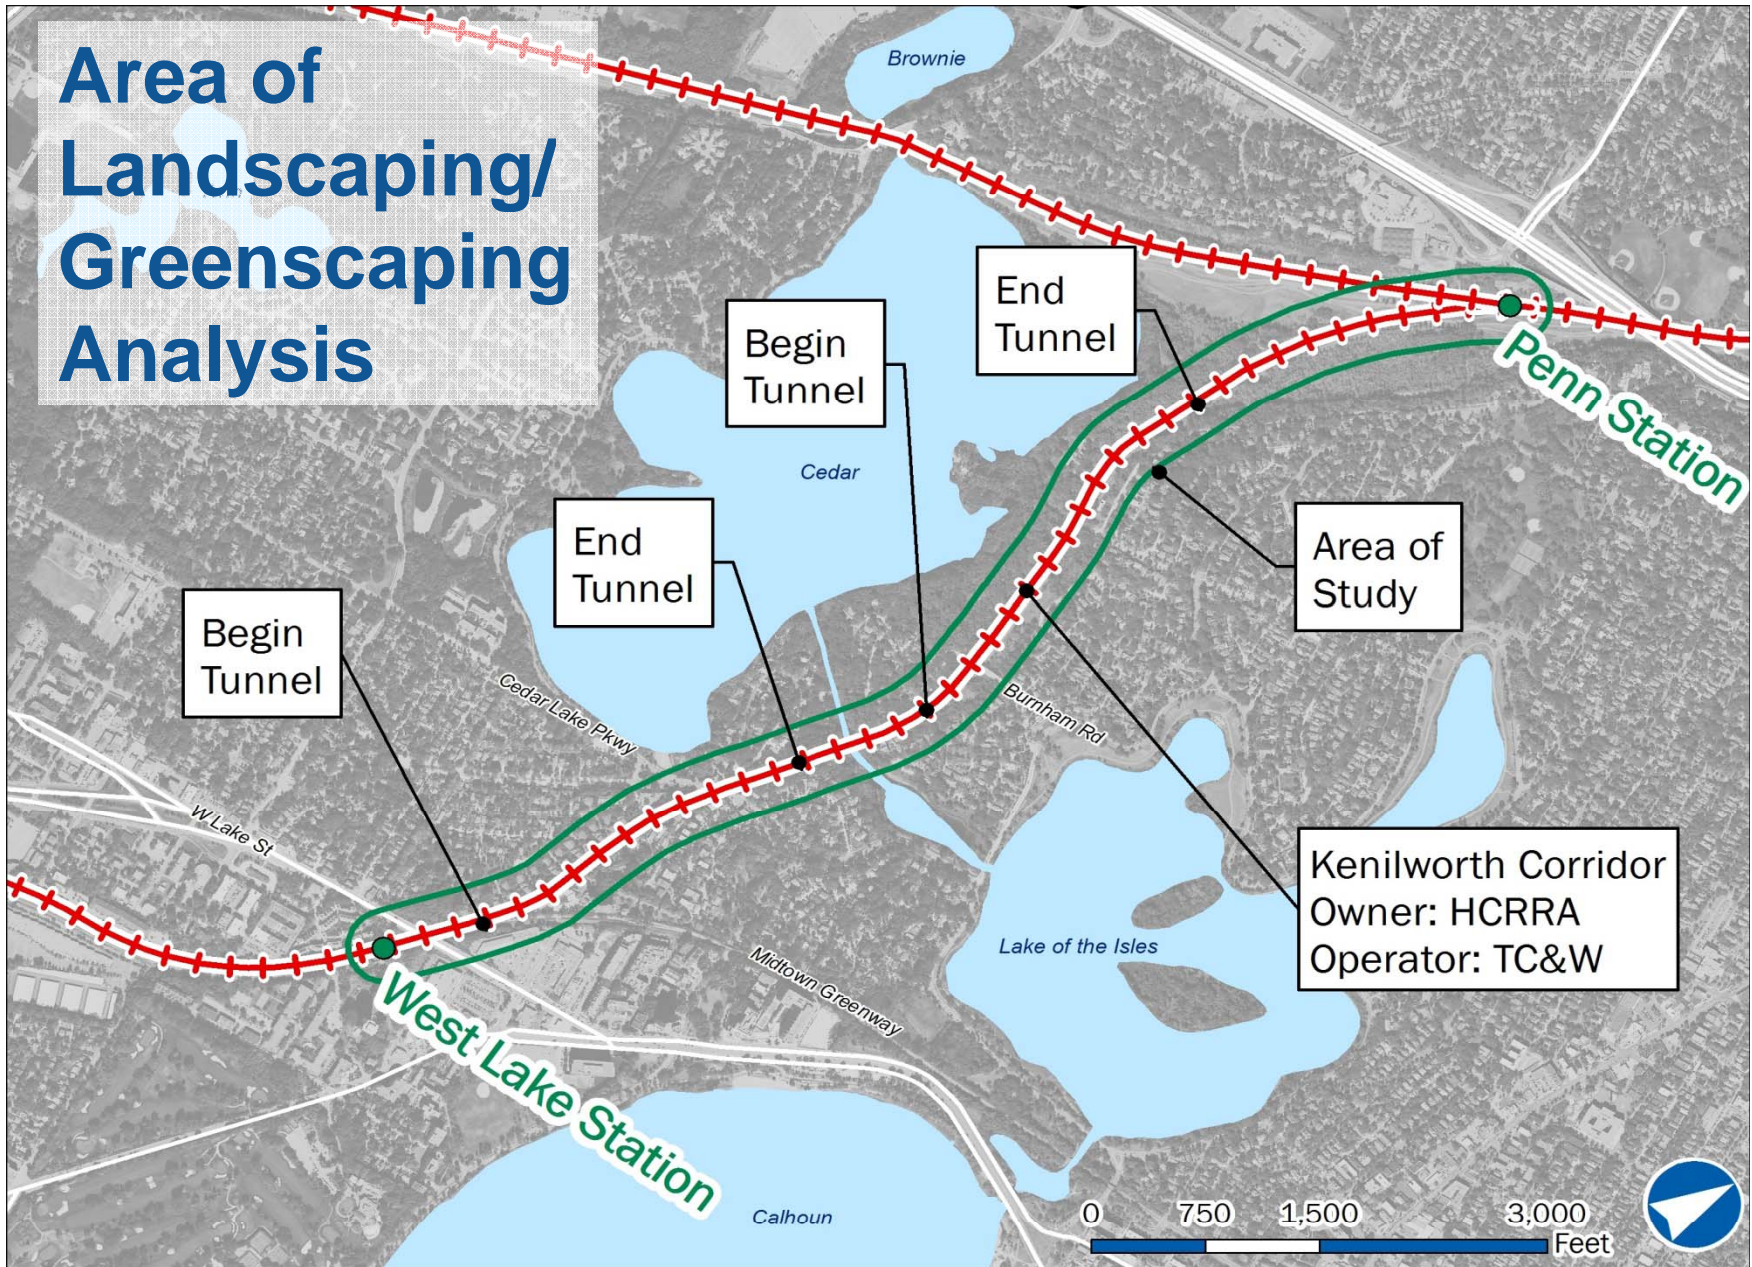 Area of
Landscaping/
Greenscaping
Analysis
Brownie
End
Tunnel
Begin
Tunnel
Penn Station
Cedar
End
Tunnel
Area of
Study
Begin
Tunnel
Cedar Lake Pkwy
Burnham Rd
W Lake St
Kenilworth Corridor
Owner: HCRRA
Operator: TC&W
Lake of the Isles
Midtown Greenway
West Lake Station
Calhoun
0 750 1,500 3,000
Feet